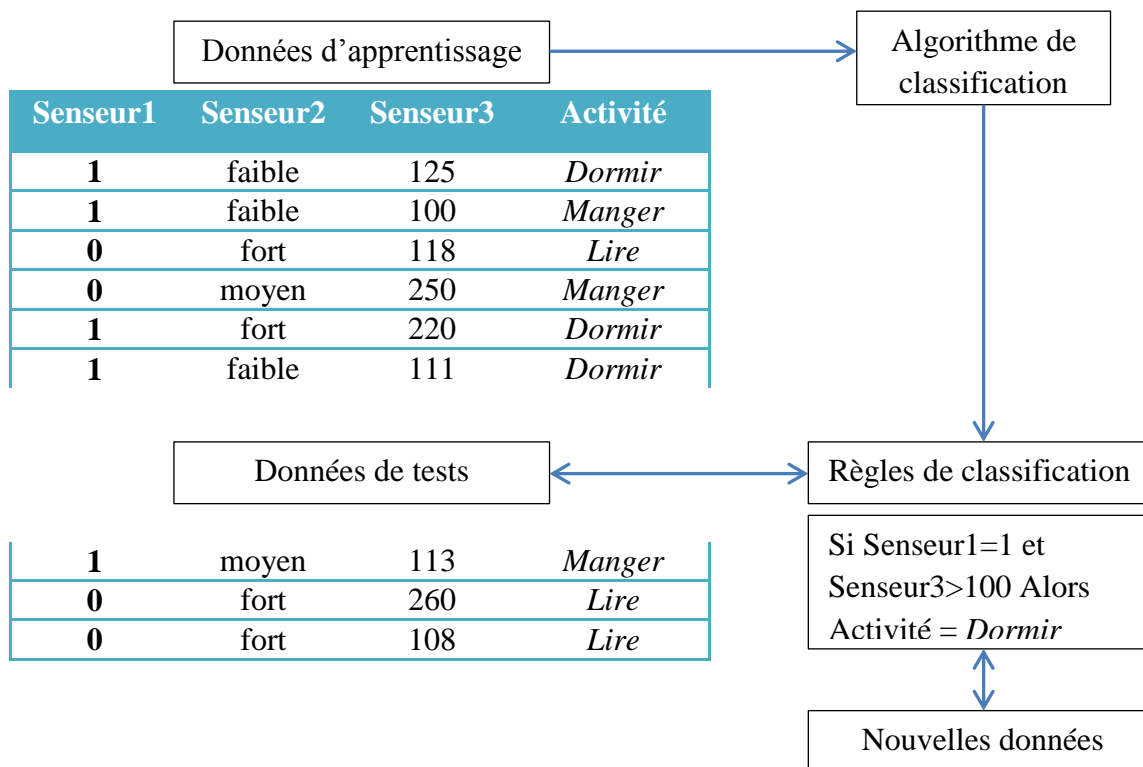 Données d'apprentissage
Algorithme de
classification
Senseur1 Senseur2 Senseur3 Activité
1 faible 125 Dormir
1 faible 100 Manger
0 fort 118 Lire
0 moyen 250 Manger
1 fort 220 Dormir
1 faible 111 Dormir
Données de tests
Règles de classification
1 moyen 113 Manger
0 fort 260 Lire
0 fort 108 Lire
Si Senseur1=1 et
Senseur3>100 Alors
Activité = Dormir
Nouvelles données